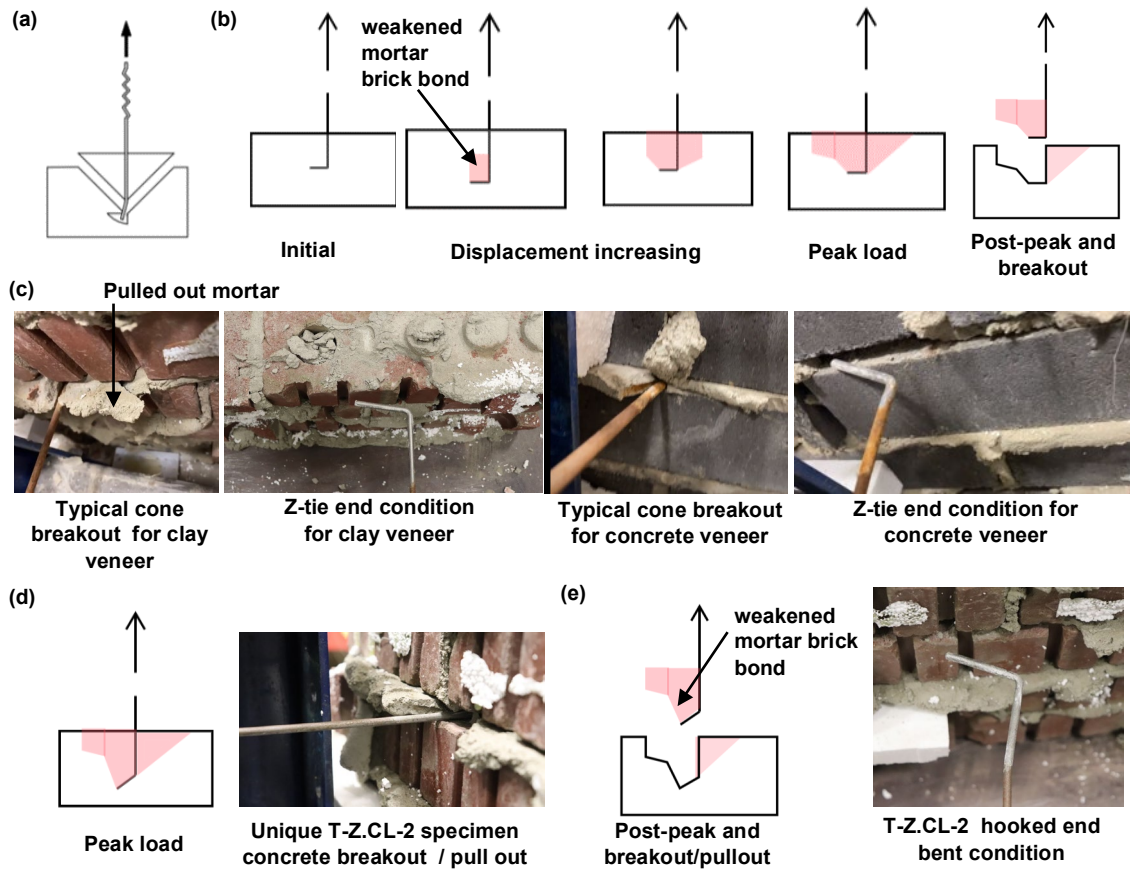 (a)
(b)
weakened
mortar
brick bond
Initial
Displacement increasing
Peak load
Post-peak and
breakout
(c)
Pulled out mortar
Typical cone
breakout for clay
veneer
Z-tie end condition
for clay veneer
Typical cone breakout
for concrete veneer
Z-tie end condition for
concrete veneer
(d)
Peak load
Unique T-Z.CL-2 specimen
concrete breakout / pull out
(e)
weakened
mortar brick
bond
Post-peak and
breakout/pullout
T-Z.CL-2 hooked end
bent condition